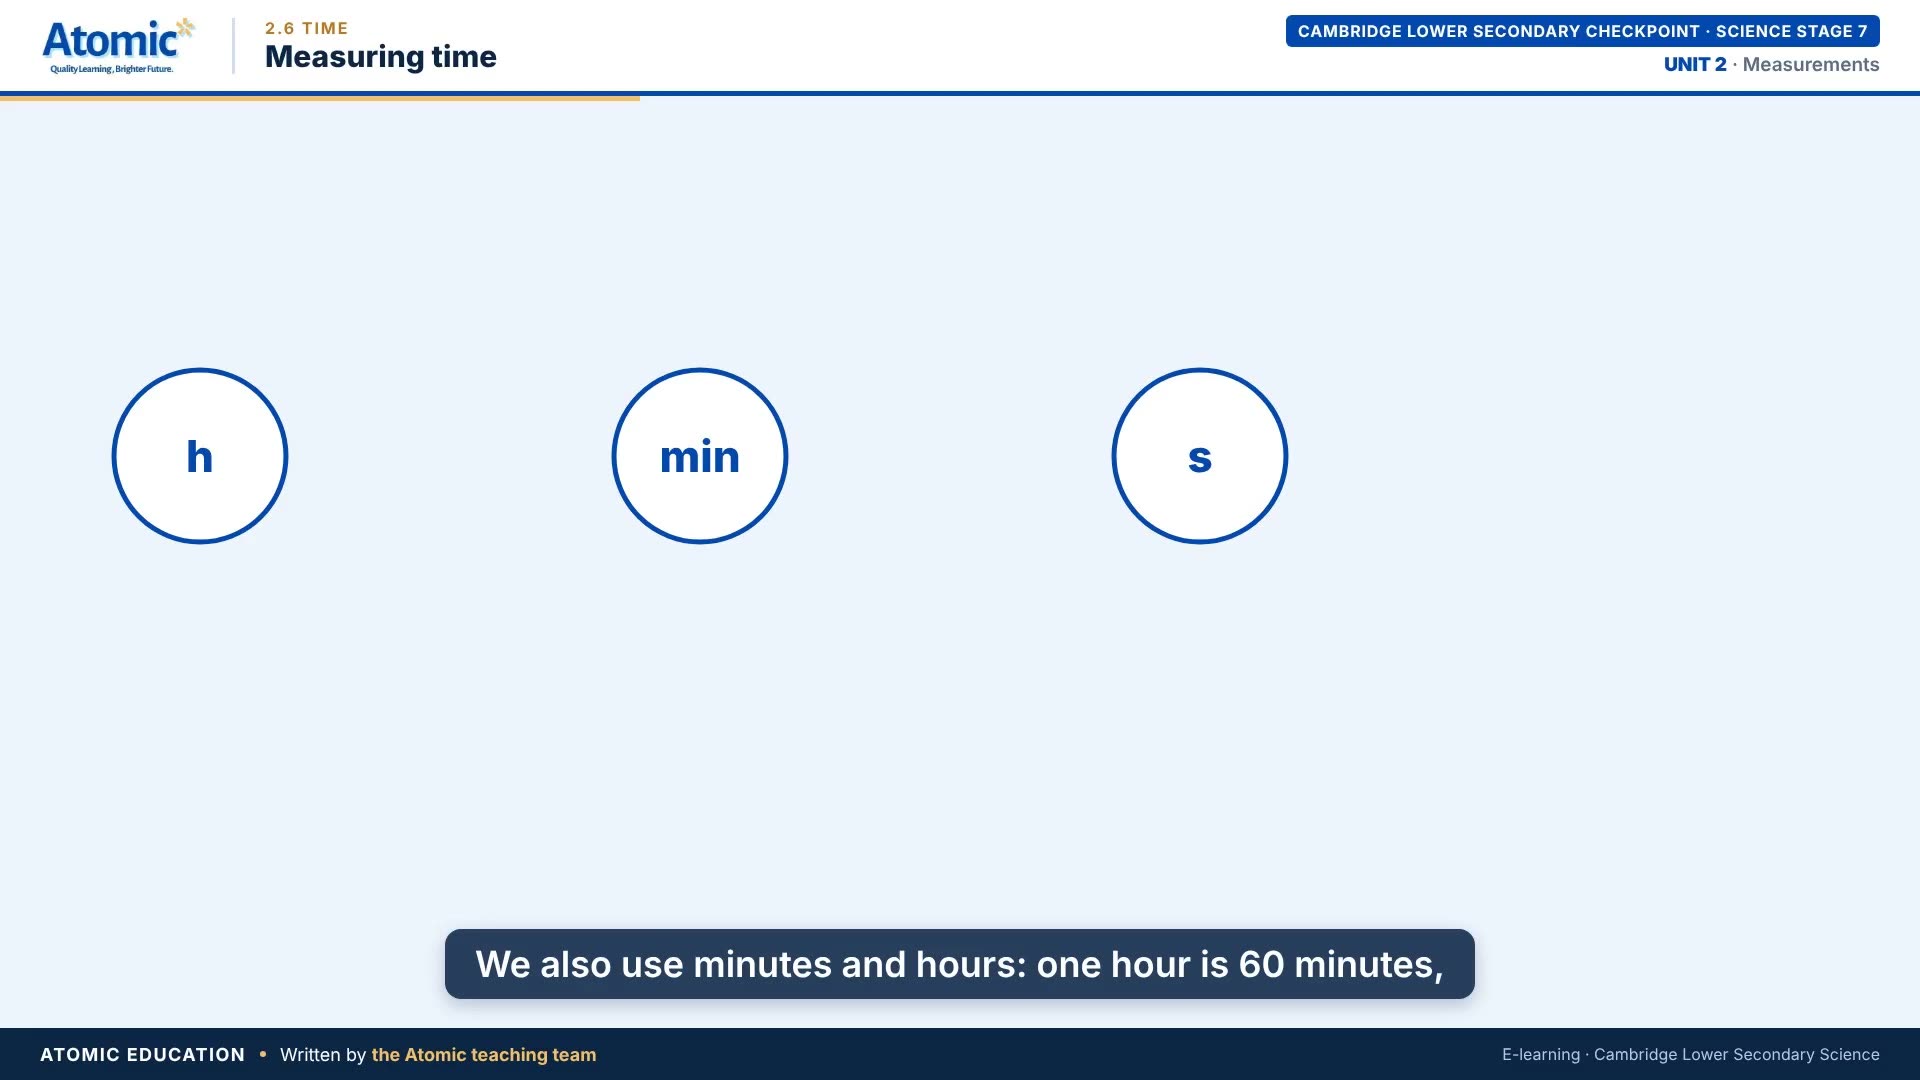 Atomic
Quality Learning, Brighter Future.
2.6 TIME
Measuring time
CAMBRIDGE LOWER SECONDARY CHECKPOINT · SCIENCE STAGE 7
UNIT 2 · Measurements
h
min
s
We also use minutes and hours: one hour is 60 minutes,
ATOMIC EDUCATION • Written by the Atomic teaching team
E-learning · Cambridge Lower Secondary Science